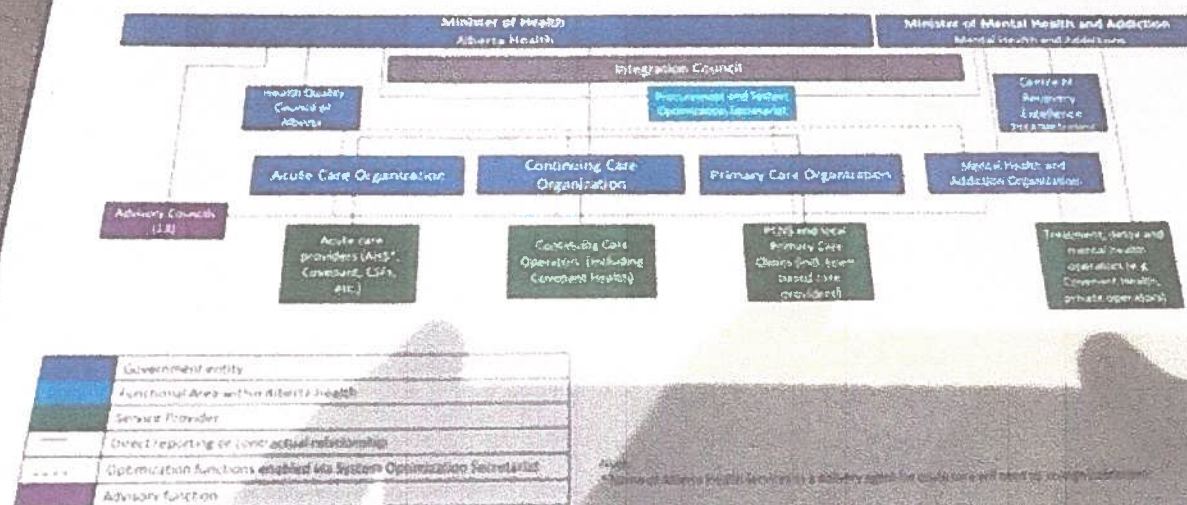 Minister of Health
Alberta Health
Minister of Mental Health and Addiction
Mental Health and Addictions
Integration Council
Health Quality
Council of
Alberta
Procurement and System
Optimization Secretariat
Centre of
Recovery
Excellence
Acute Care Organization
Continuing Care
Organization
Primary Care Organization
Mental Health and
Addiction Organization
Advisory Councils
Acute care
providers (AHS*,
Covenant, CSFs,
etc.)
Continuing Care
Operators (including
Covenant Health)
PCNs and local
Primary Care
Clinics (incl. team
based care
providers)
Treatment, detox and
mental health
operators (e.g.
Covenant Health,
private operators)
Government entity
Functional Area within Alberta Health
Service Provider
Direct reporting or contractual relationship
Optimization functions enabled via System Optimization Secretariat
Advisory function